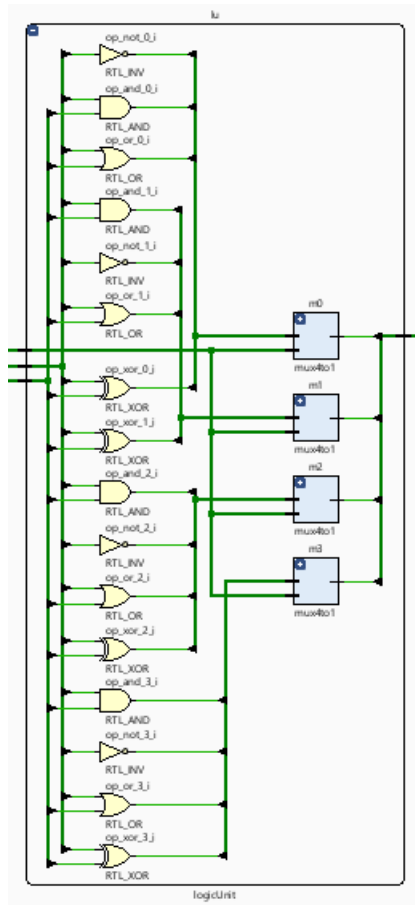 lu
op_not_0_i
RTL_INV
op_and_0_i
RTL_AND
op_or_0_i
RTL_OR
op_and_1_i
RTL_AND
op_not_1_i
RTL_INV
op_or_1_i
RTL_OR
op_xor_0_i
RTL_XOR
op_xor_1_i
RTL_XOR
op_and_2_i
RTL_AND
op_not_2_i
RTL_INV
op_or_2_i
RTL_OR
op_xor_2_i
RTL_XOR
op_and_3_i
RTL_AND
op_not_3_i
RTL_INV
op_or_3_i
RTL_OR
op_xor_3_i
RTL_XOR
m0
mux4to1
m1
mux4to1
m2
mux4to1
m3
mux4to1
logicUnit